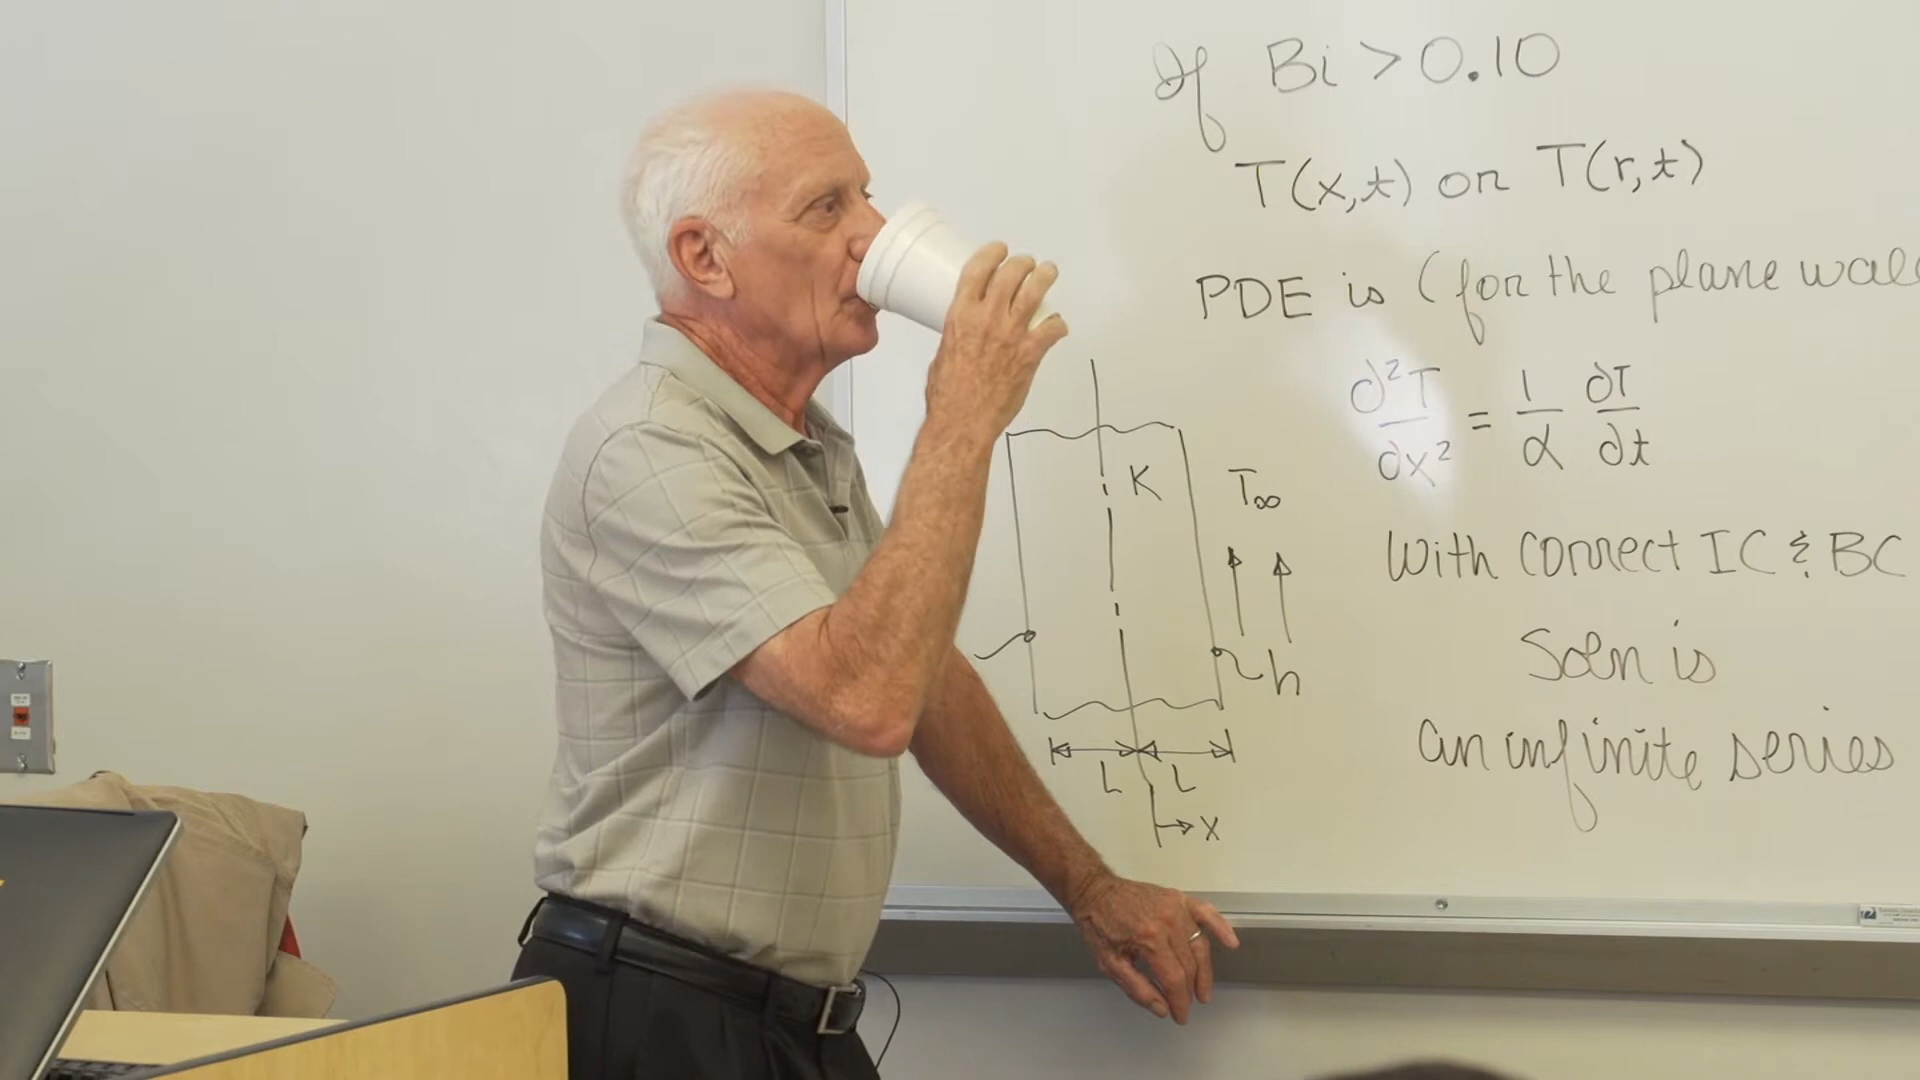 If Bi > 0.10
T(x,t) or T(r,t)
PDE is (for the plane wall
∂²T/∂x² = 1/α ∂T/∂t
K
T∞
With correct IC & BC
h
Soln is
an infinite series
L L
x